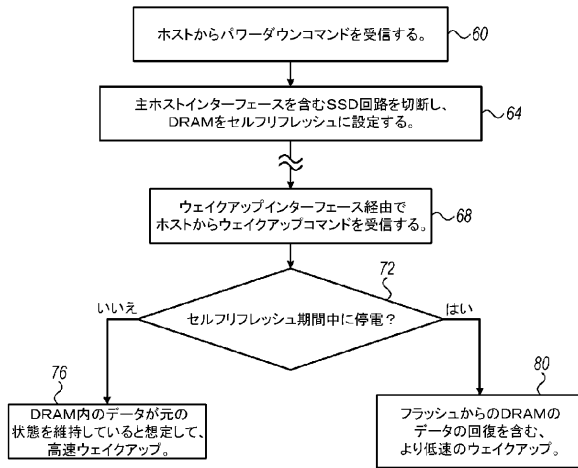 ホストからパワーダウンコマンドを受信する。
60
主ホストインターフェースを含むSSD回路を切断し、
DRAMをセルフリフレッシュに設定する。
64
ウェイクアップインターフェース経由で
ホストからウェイクアップコマンドを受信する。
68
72
いいえ
セルフリフレッシュ期間中に停電？
はい
76
DRAM内のデータが元の
状態を維持していると想定して、
高速ウェイクアップ。
80
フラッシュからのDRAMの
データの回復を含む、
より低速のウェイクアップ。